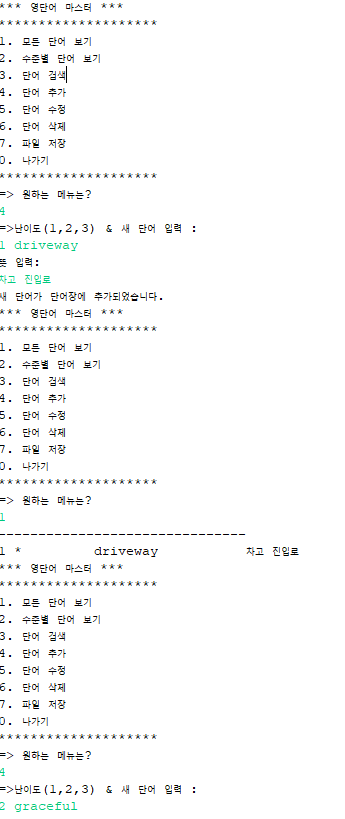 *** 영단어 마스터 ***
*********************
1. 모든 단어 보기
2. 수준별 단어 보기
3. 단어 검색
4. 단어 추가
5. 단어 수정
6. 단어 삭제
7. 파일 저장
0. 나가기
*********************
=> 원하는 메뉴는?
4
=>난이도(1,2,3) & 새 단어 입력 :
1 driveway
뜻 입력:
차고 진입로
새 단어가 단어장에 추가되었습니다.
*** 영단어 마스터 ***
*********************
1. 모든 단어 보기
2. 수준별 단어 보기
3. 단어 검색
4. 단어 추가
5. 단어 수정
6. 단어 삭제
7. 파일 저장
0. 나가기
*********************
=> 원하는 메뉴는?
1
--------------------------------
1 * driveway 차고 진입로
*** 영단어 마스터 ***
*********************
1. 모든 단어 보기
2. 수준별 단어 보기
3. 단어 검색
4. 단어 추가
5. 단어 수정
6. 단어 삭제
7. 파일 저장
0. 나가기
*********************
=> 원하는 메뉴는?
4
=>난이도(1,2,3) & 새 단어 입력 :
2 graceful